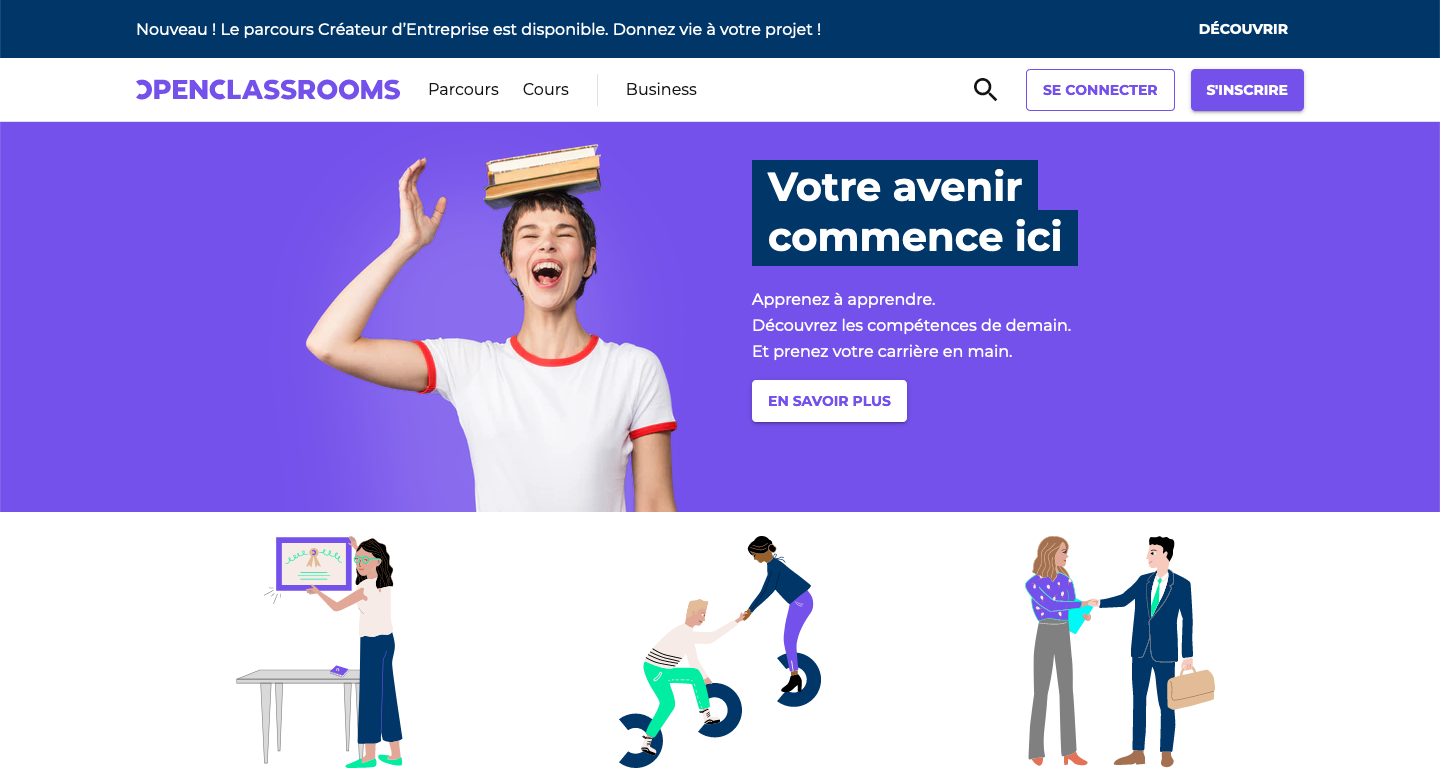 Nouveau ! Le parcours Créateur d’Entreprise est disponible. Donnez vie à votre projet !
DÉCOUVRIR
OPENCLASSROOMS
Parcours
Cours
Business
SE CONNECTER
S'INSCRIRE
Votre avenir
commence ici
Apprenez à apprendre.
Découvrez les compétences de demain.
Et prenez votre carrière en main.
EN SAVOIR PLUS